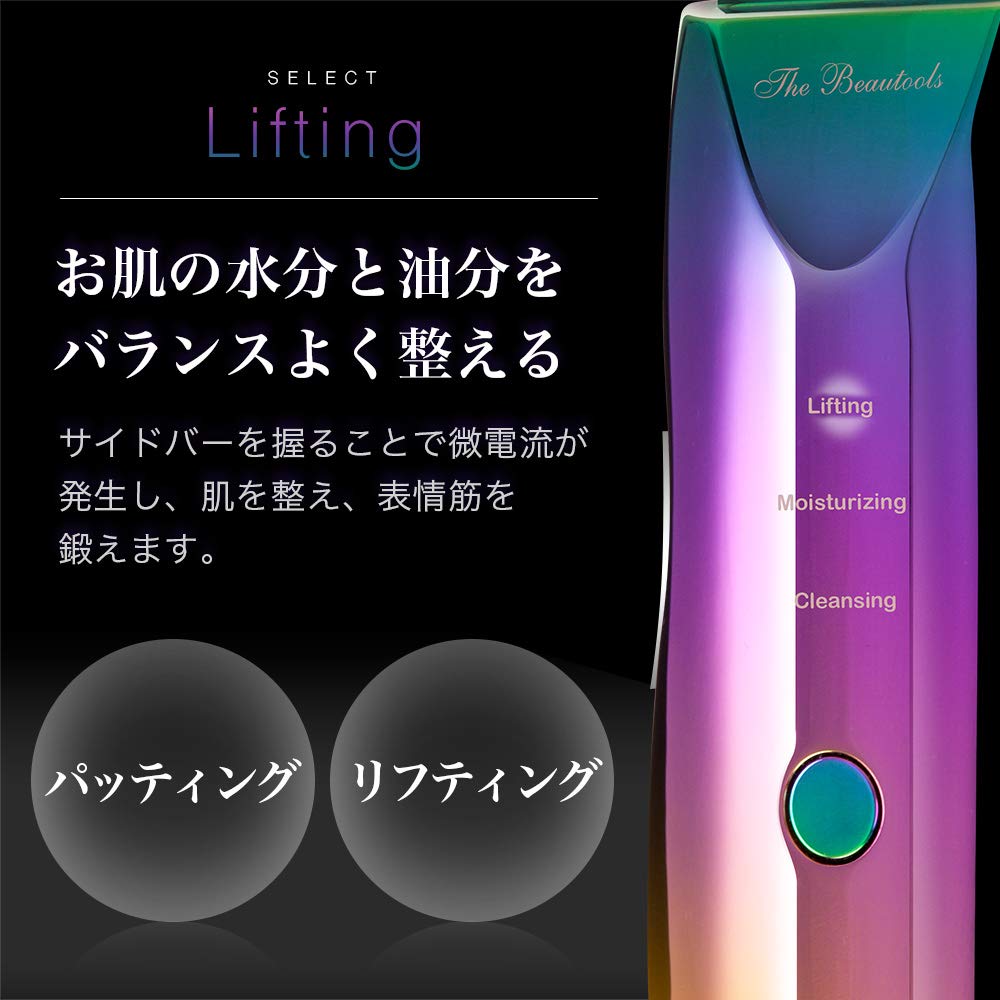 SELECT
Lifting
お肌の水分と油分を
バランスよく整える
サイドバーを握ることで微電流が
発生し、肌を整え、表情筋を
鍛えます。
パッティング
リフティング
The Beautools
Lifting
Moisturizing
Cleansing